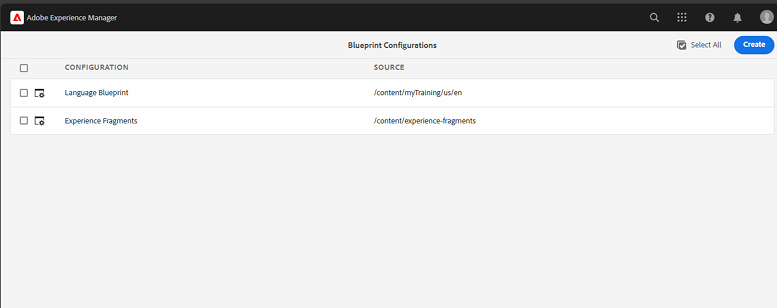 Adobe Experience Manager
Blueprint Configurations
Select All
Create
CONFIGURATION SOURCE
Language Blueprint /content/myTraining/us/en
Experience Fragments /content/experience-fragments